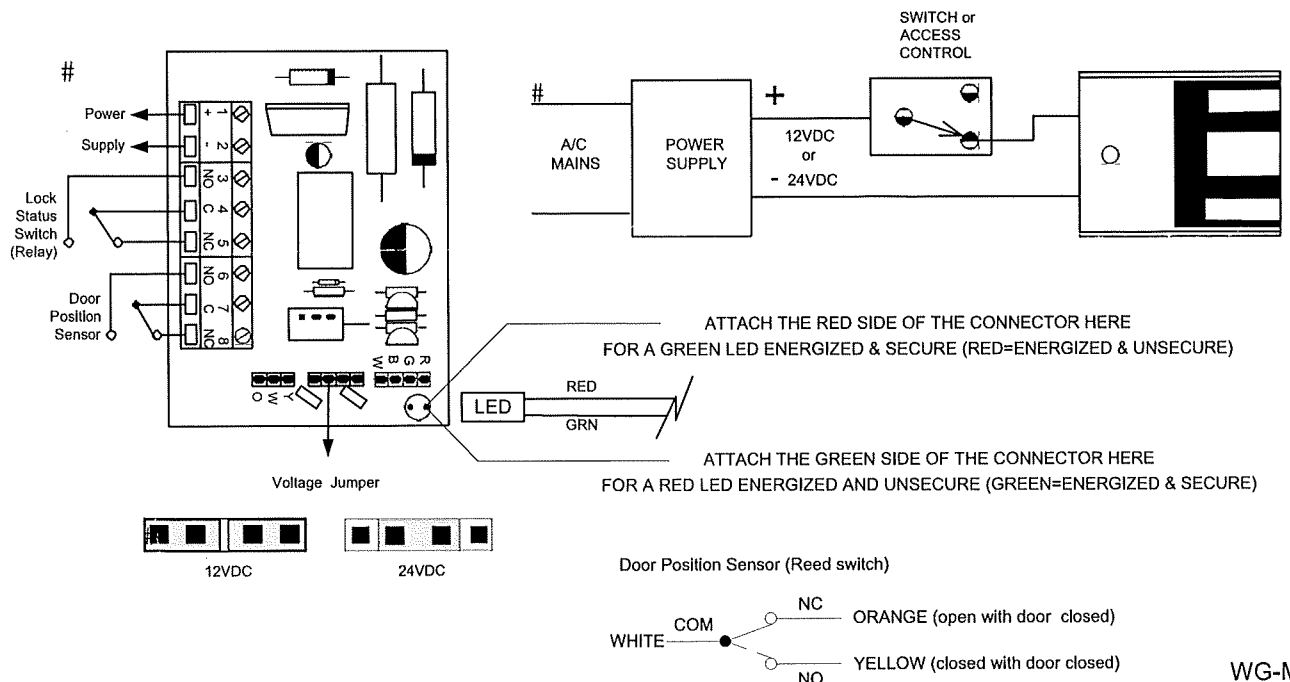 SWITCH or
ACCESS
CONTROL
#
Power
Supply
Lock
Status
Switch
(Relay)
Door
Position
Sensor
+ 1
- 2
NO 3
C 4
NC 5
NO 6
C 7
NC 8
W B G R
O W Y
#
A/C
MAINS
POWER
SUPPLY
+
12VDC
or
- 24VDC
ATTACH THE RED SIDE OF THE CONNECTOR HERE
FOR A GREEN LED ENERGIZED & SECURE (RED=ENERGIZED & UNSECURE)
RED
LED
GRN
ATTACH THE GREEN SIDE OF THE CONNECTOR HERE
FOR A RED LED ENERGIZED AND UNSECURE (GREEN=ENERGIZED & SECURE)
Voltage Jumper
12VDC
24VDC
Door Position Sensor (Reed switch)
NC
ORANGE (open with door closed)
COM
WHITE
YELLOW (closed with door closed)
NO
WG-M